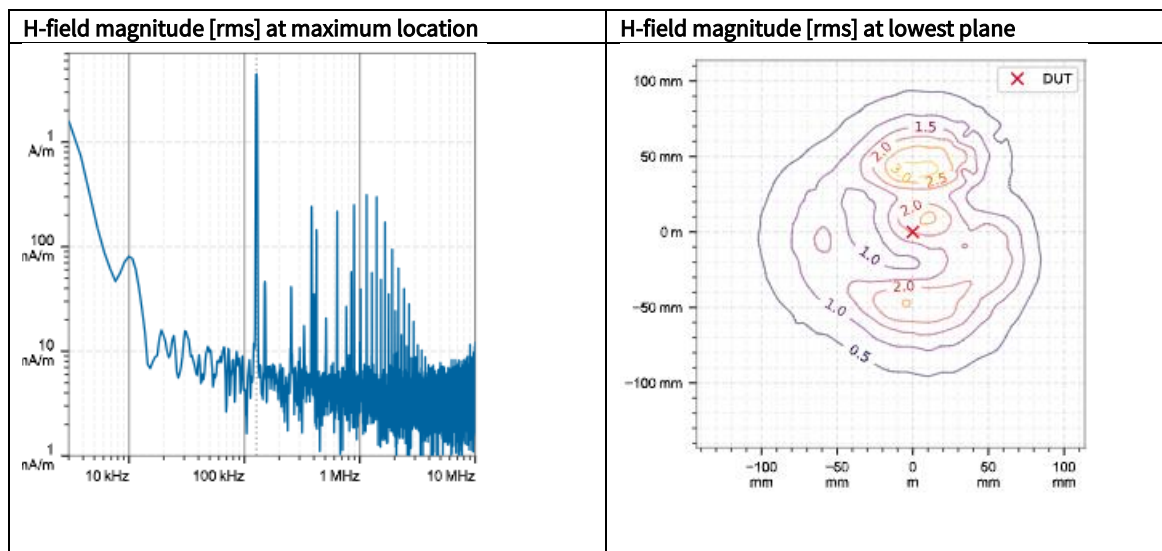 H-field magnitude [rms] at maximum location
H-field magnitude [rms] at lowest plane
1
A/m
100
nA/m
10
nA/m
1
nA/m
10 kHz
100 kHz
1 MHz
10 MHz
DUT
100 mm
50 mm
0 m
−50 mm
−100 mm
−100
mm
−50
mm
0
m
50
mm
100
mm
1.5
2.0
3.0
2.5
2.0
1.0
2.0
1.0
0.5